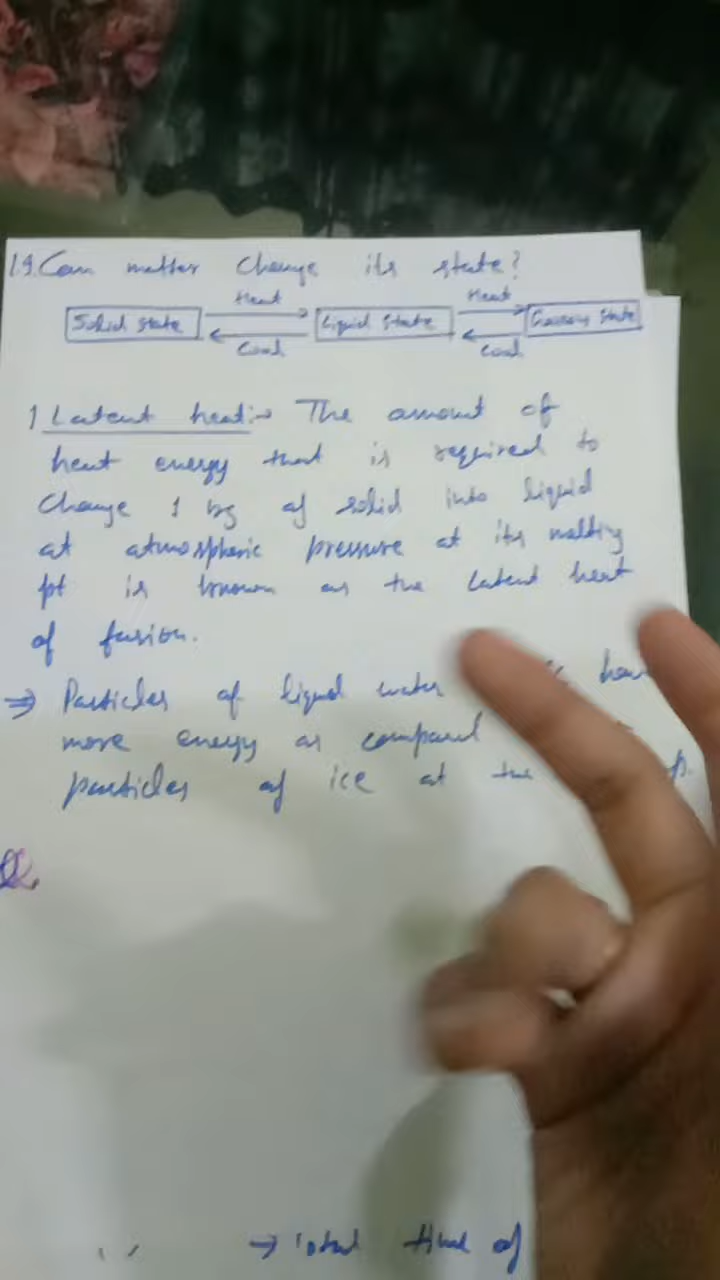 1.9. Can matter change its state?
Heat Heat
Solid state Liquid State Gaseous State
Cool Cool
1 Latent heat :→ The amount of
heat energy that is required to
change 1 kg of solid into liquid
at atmospheric pressure at its melting
pt is known as the latent heat
of fusion.
⇒ Particles of liquid water
more energy as compared
particles of ice at the
→ Total time of